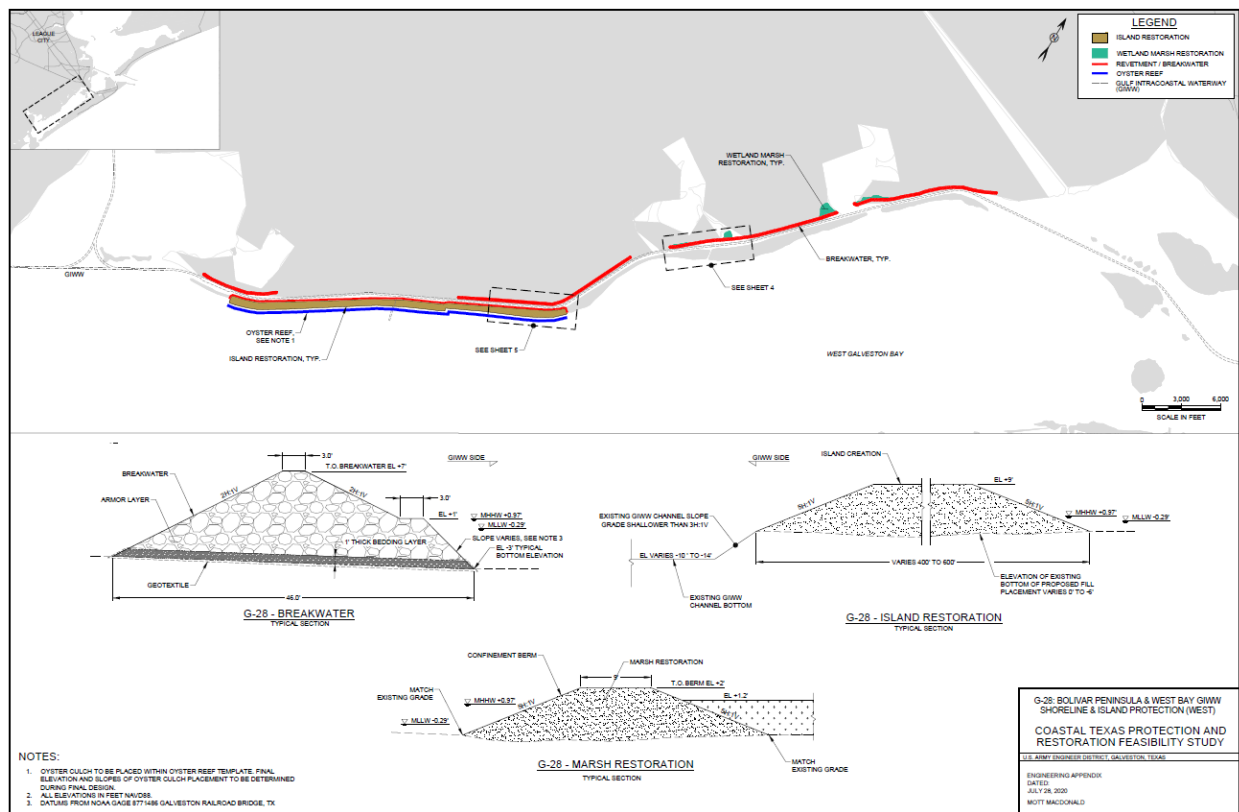 LEAGUE
CITY
LEGEND
ISLAND RESTORATION
WETLAND MARSH RESTORATION
REVETMENT / BREAKWATER
OYSTER REEF
GULF INTRACOASTAL WATERWAY
(GIWW)
WETLAND MARSH
RESTORATION, TYP.
BREAKWATER, TYP.
GIWW
SEE SHEET 4
OYSTER REEF,
SEE NOTE 1
ISLAND RESTORATION, TYP.
SEE SHEET 5
WEST GALVESTON BAY
0 3,000 6,000
SCALE IN FEET
3.0'
T.O. BREAKWATER EL +7'
GIWW SIDE
BREAKWATER
ARMOR LAYER
2H:1V
2H:1V
3.0'
EL +1'
MHHW +0.97'
MLLW -0.29'
1' THICK BEDDING LAYER
SLOPE VARIES, SEE NOTE 3
EL -3' TYPICAL
BOTTOM ELEVATION
GEOTEXTILE
46.0'
G-28 - BREAKWATER
TYPICAL SECTION
GIWW SIDE
ISLAND CREATION
EL +9'
EXISTING GIWW CHANNEL SLOPE
GRADE SHALLOWER THAN 3H:1V
5H:1V
5H:1V
MHHW +0.97'
MLLW -0.29'
EL VARIES -10' TO -14'
VARIES 400' TO 600'
EXISTING GIWW
CHANNEL BOTTOM
ELEVATION OF EXISTING
BOTTOM OF PROPOSED FILL
PLACEMENT VARIES 0' TO -6'
G-28 - ISLAND RESTORATION
TYPICAL SECTION
CONFINEMENT BERM
MARSH RESTORATION
9'
T.O. BERM EL +2'
MATCH
EXISTING GRADE
MHHW +0.97'
EL +1.2'
MLLW -0.29'
MATCH
EXISTING GRADE
G-28 - MARSH RESTORATION
TYPICAL SECTION
NOTES:
1. OYSTER CULCH TO BE PLACED WITHIN OYSTER REEF TEMPLATE. FINAL
ELEVATION AND SLOPES OF OYSTER CULCH PLACEMENT TO BE DETERMINED
DURING FINAL DESIGN.
2. ALL ELEVATIONS IN FEET NAVD88.
3. DATUMS FROM NOAA GAGE 8771486 GALVESTON RAILROAD BRIDGE, TX
G-28: BOLIVAR PENINSULA & WEST BAY GIWW
SHORELINE & ISLAND PROTECTION (WEST)
COASTAL TEXAS PROTECTION AND
RESTORATION FEASIBILITY STUDY
U.S. ARMY ENGINEER DISTRICT, GALVESTON, TEXAS
ENGINEERING APPENDIX
DATED:
JULY 28, 2020
MOTT MACDONALD